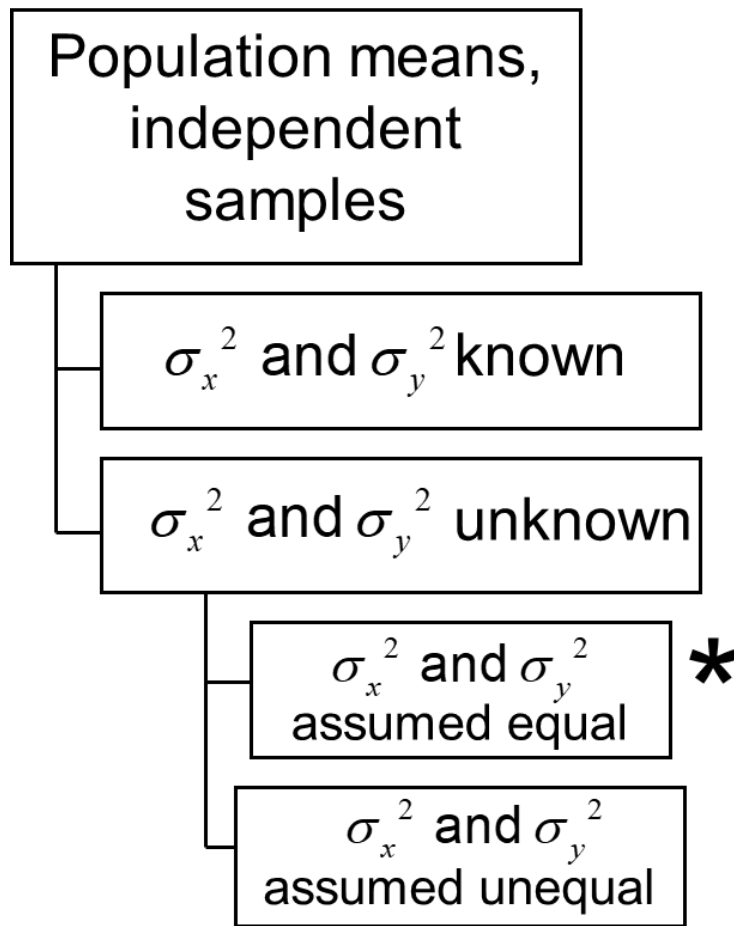 Population means,
independent
samples
σx² and σy² known
σx² and σy² unknown
σx² and σy²
assumed equal
*
σx² and σy²
assumed unequal